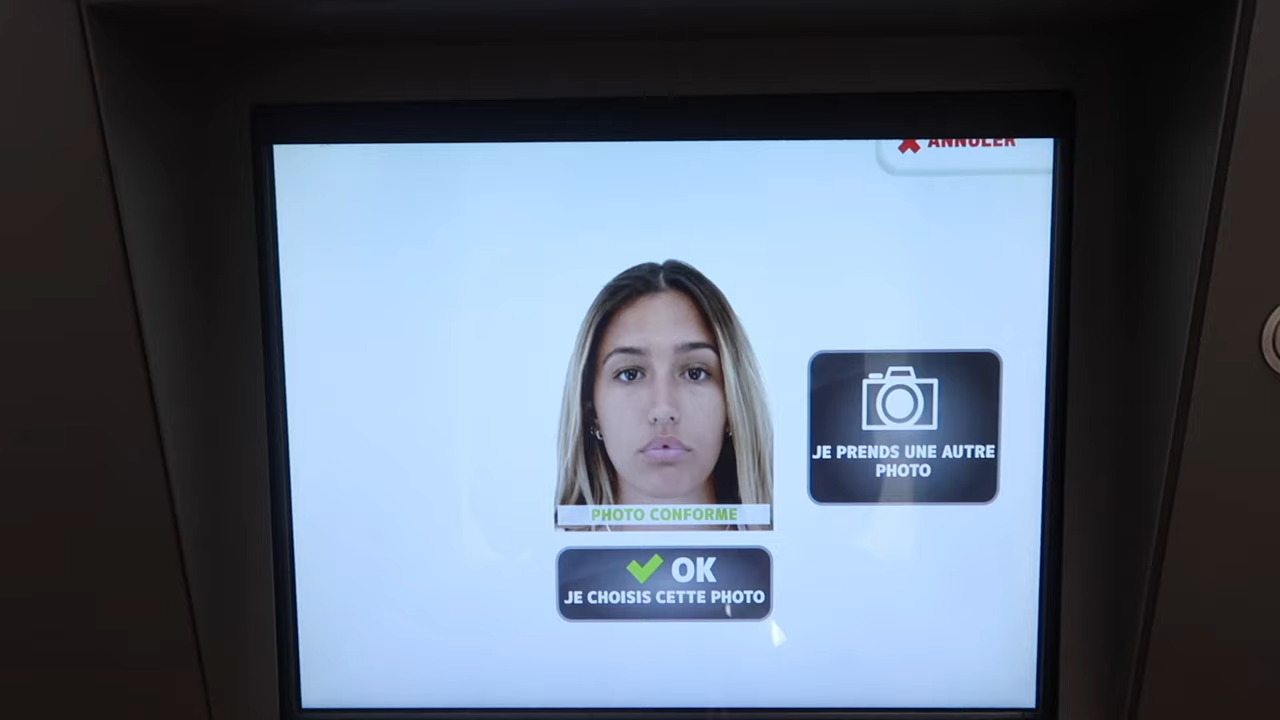 ANNULER
JE PRENDS UNE AUTRE
PHOTO
PHOTO CONFORME
OK
JE CHOISIS CETTE PHOTO